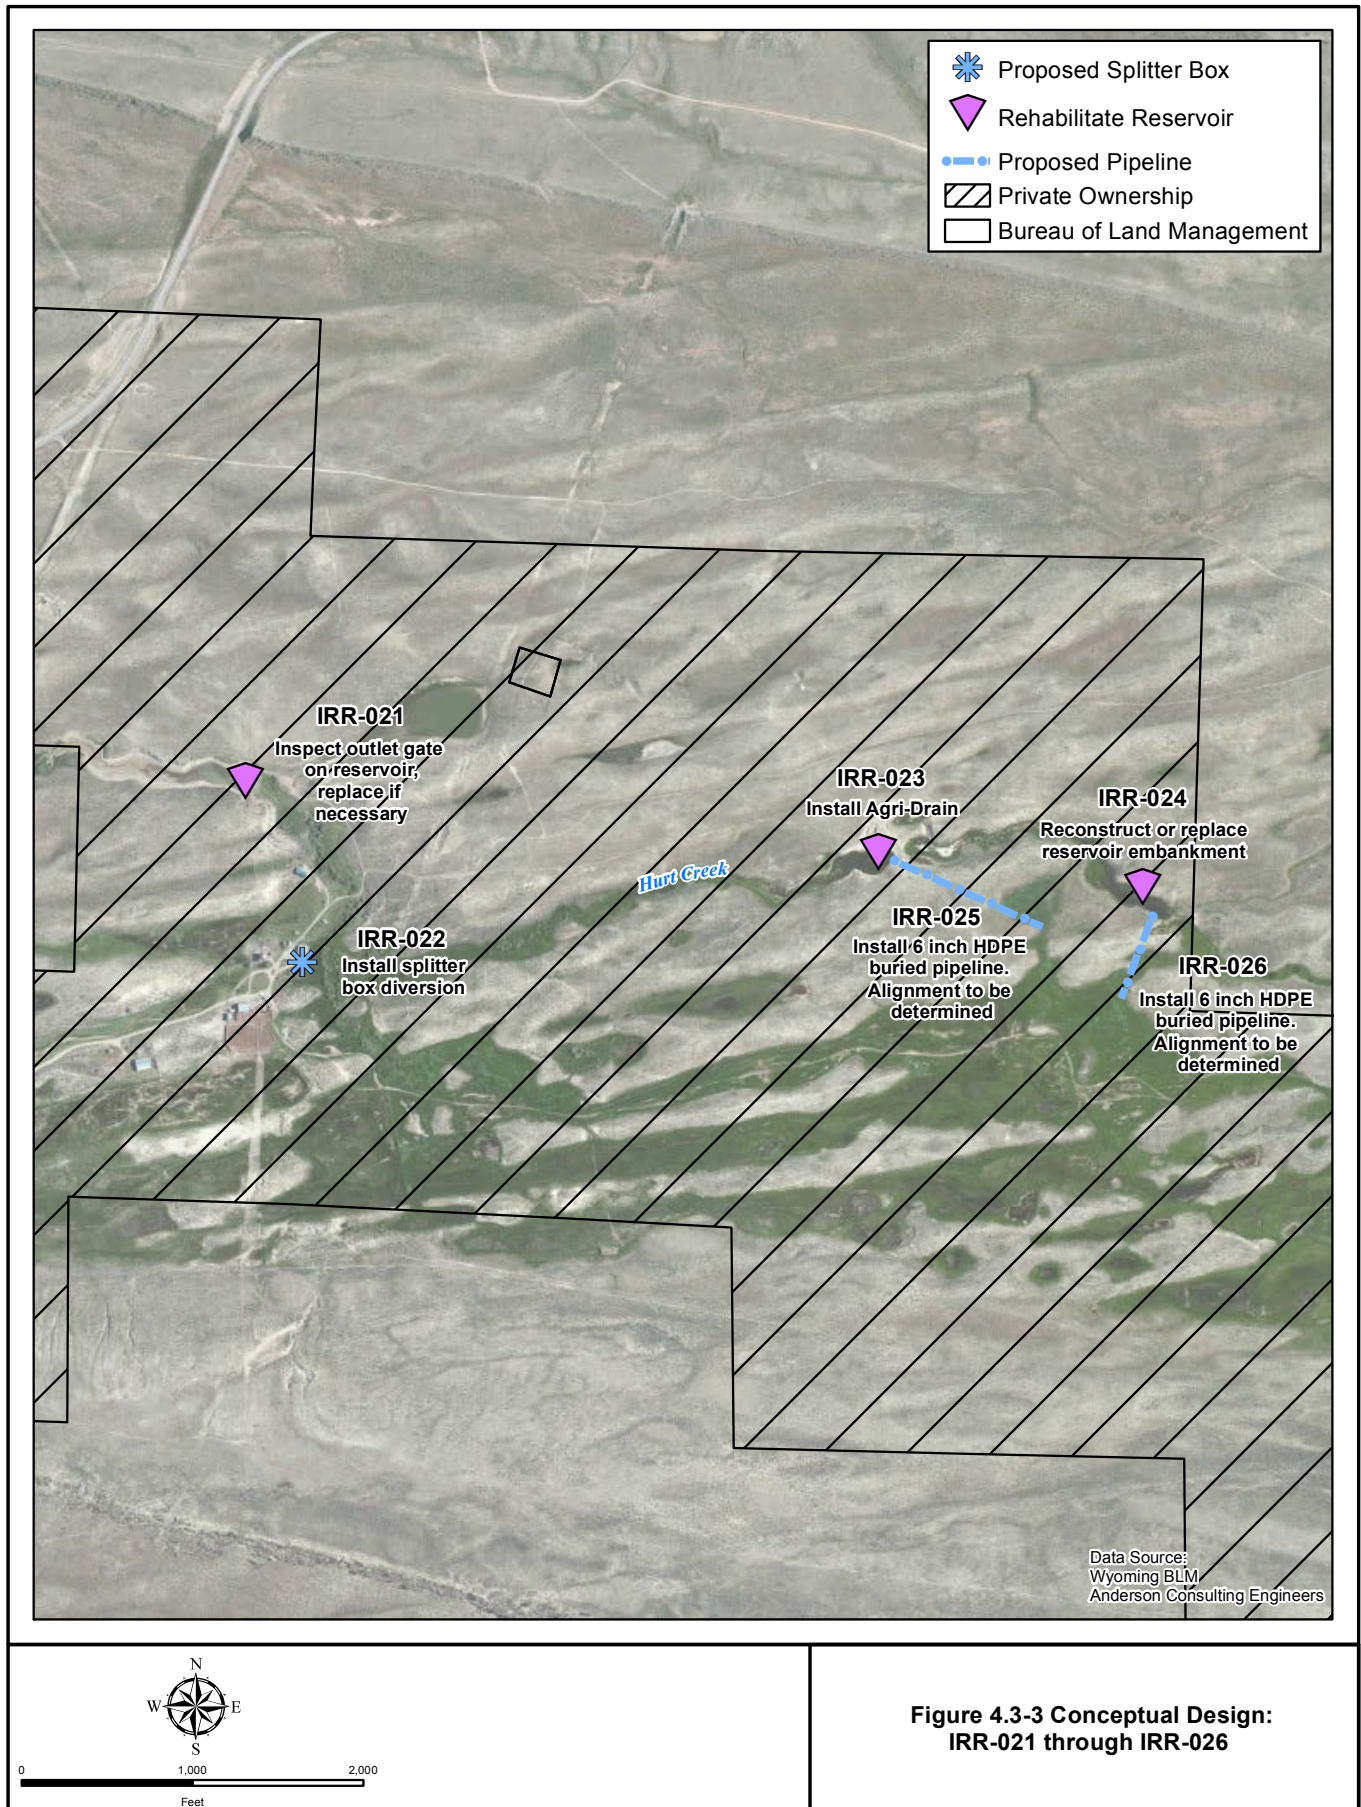 Proposed Splitter Box
Rehabilitate Reservoir
Proposed Pipeline
Private Ownership
Bureau of Land Management
IRR-021
Inspect outlet gate
on reservoir,
replace if
necessary
IRR-023
Install Agri-Drain
IRR-024
Reconstruct or replace
reservoir embankment
Hurt Creek
IRR-022
Install splitter
box diversion
IRR-025
Install 6 inch HDPE
buried pipeline.
Alignment to be
determined
IRR-026
Install 6 inch HDPE
buried pipeline.
Alignment to be
determined
Data Source:
Wyoming BLM
Anderson Consulting Engineers
N
W E
S
0 1,000 2,000
Feet
Figure 4.3-3 Conceptual Design:
IRR-021 through IRR-026